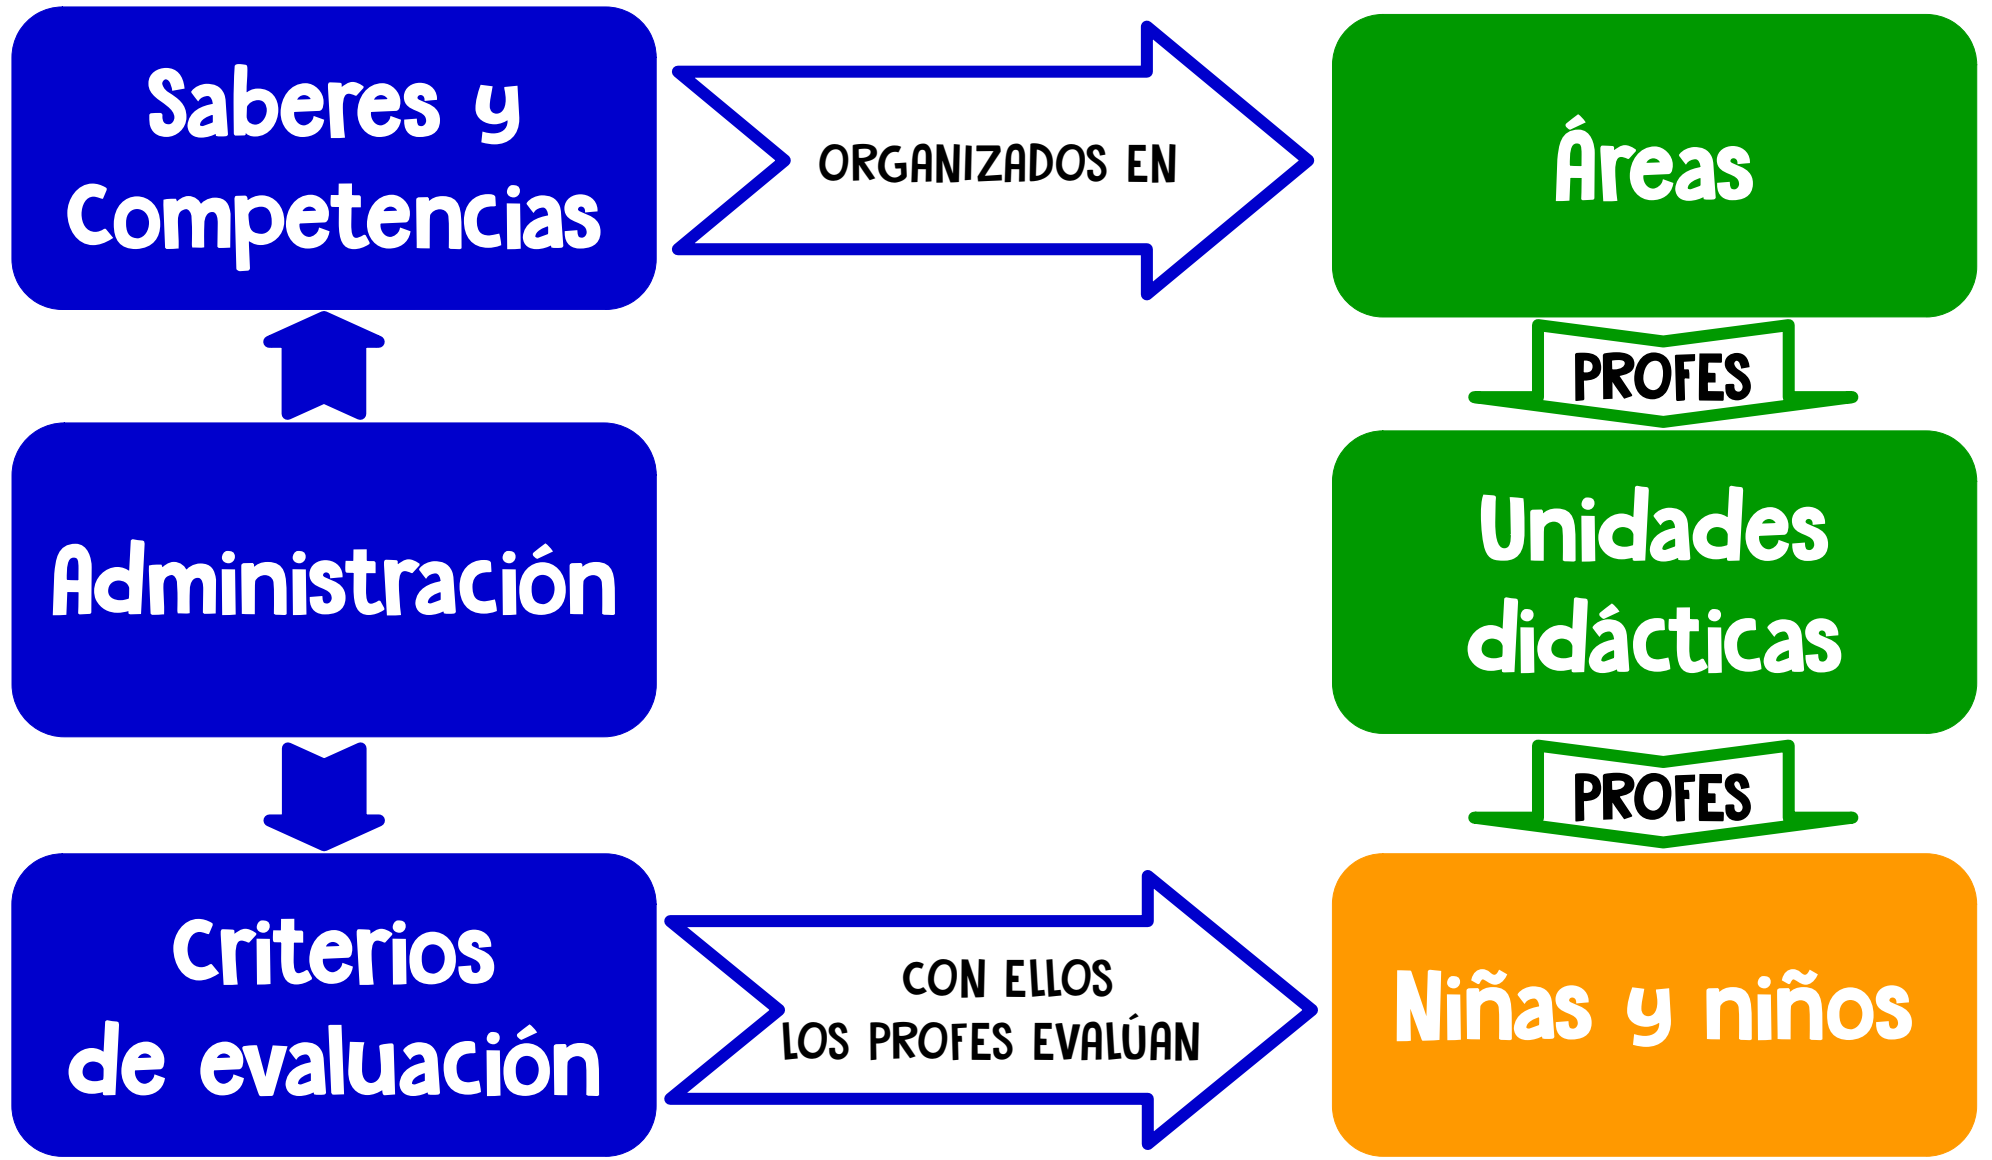 Saberes y
Competencias
ORGANIZADOS EN
Áreas
PROFES
Administración
Unidades
didácticas
PROFES
Criterios
de evaluación
CON ELLOS
LOS PROFES EVALÚAN
Niñas y niños